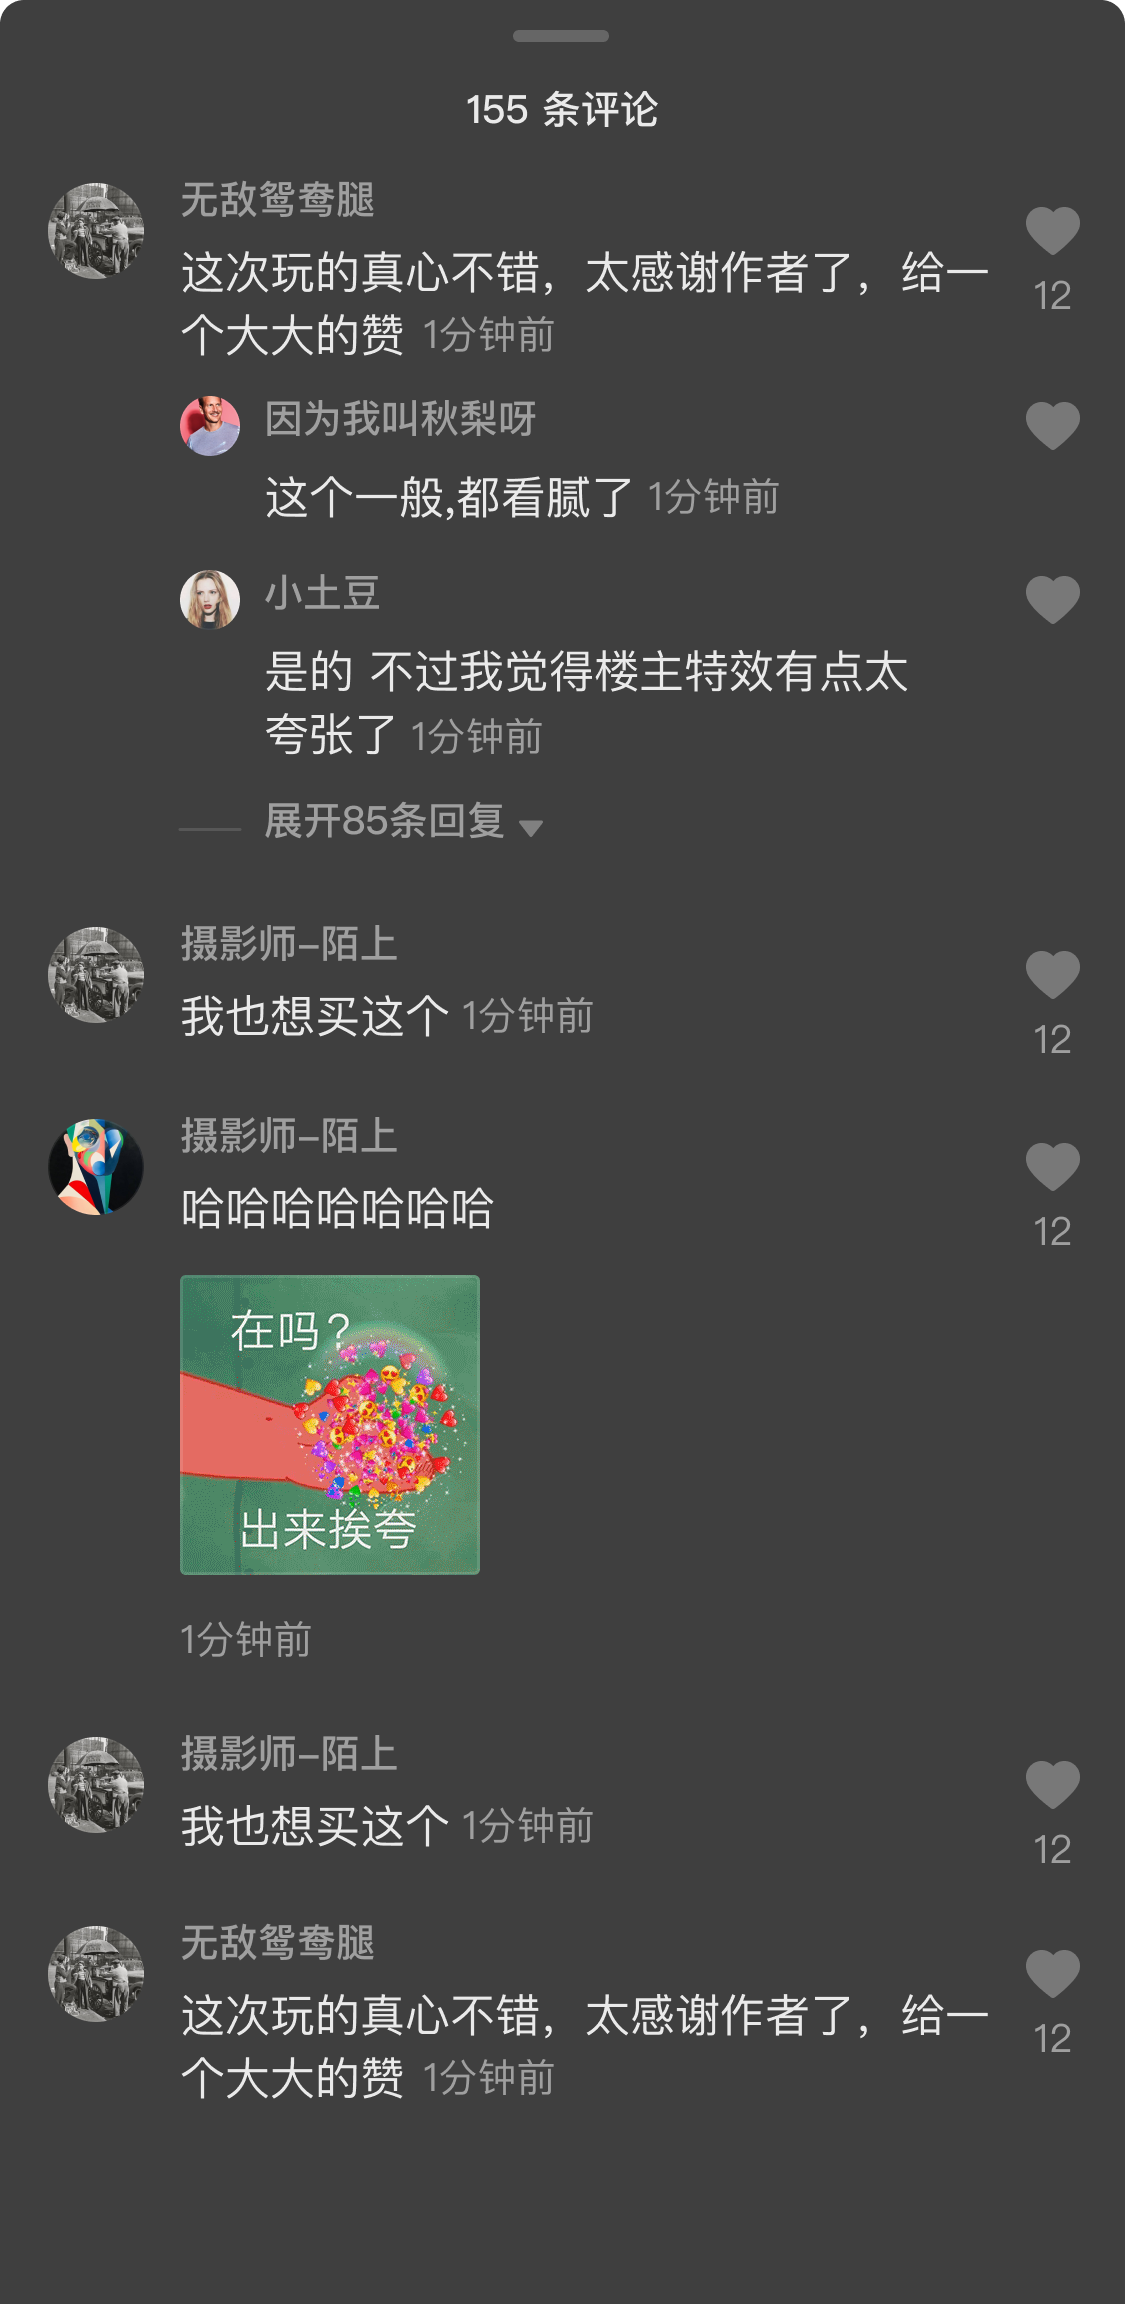 155 条评论
无敌鸳鸯腿
这次玩的真心不错，太感谢作者了，给一
个大大的赞 1分钟前
12
因为我叫秋梨呀
这个一般,都看腻了 1分钟前
小土豆
是的 不过我觉得楼主特效有点太
夸张了 1分钟前
展开85条回复
摄影师-陌上
我也想买这个 1分钟前
12
摄影师-陌上
哈哈哈哈哈哈哈
12
在吗？
出来挨夸
1分钟前
摄影师-陌上
我也想买这个 1分钟前
12
无敌鸳鸯腿
这次玩的真心不错，太感谢作者了，给一
个大大的赞 1分钟前
12